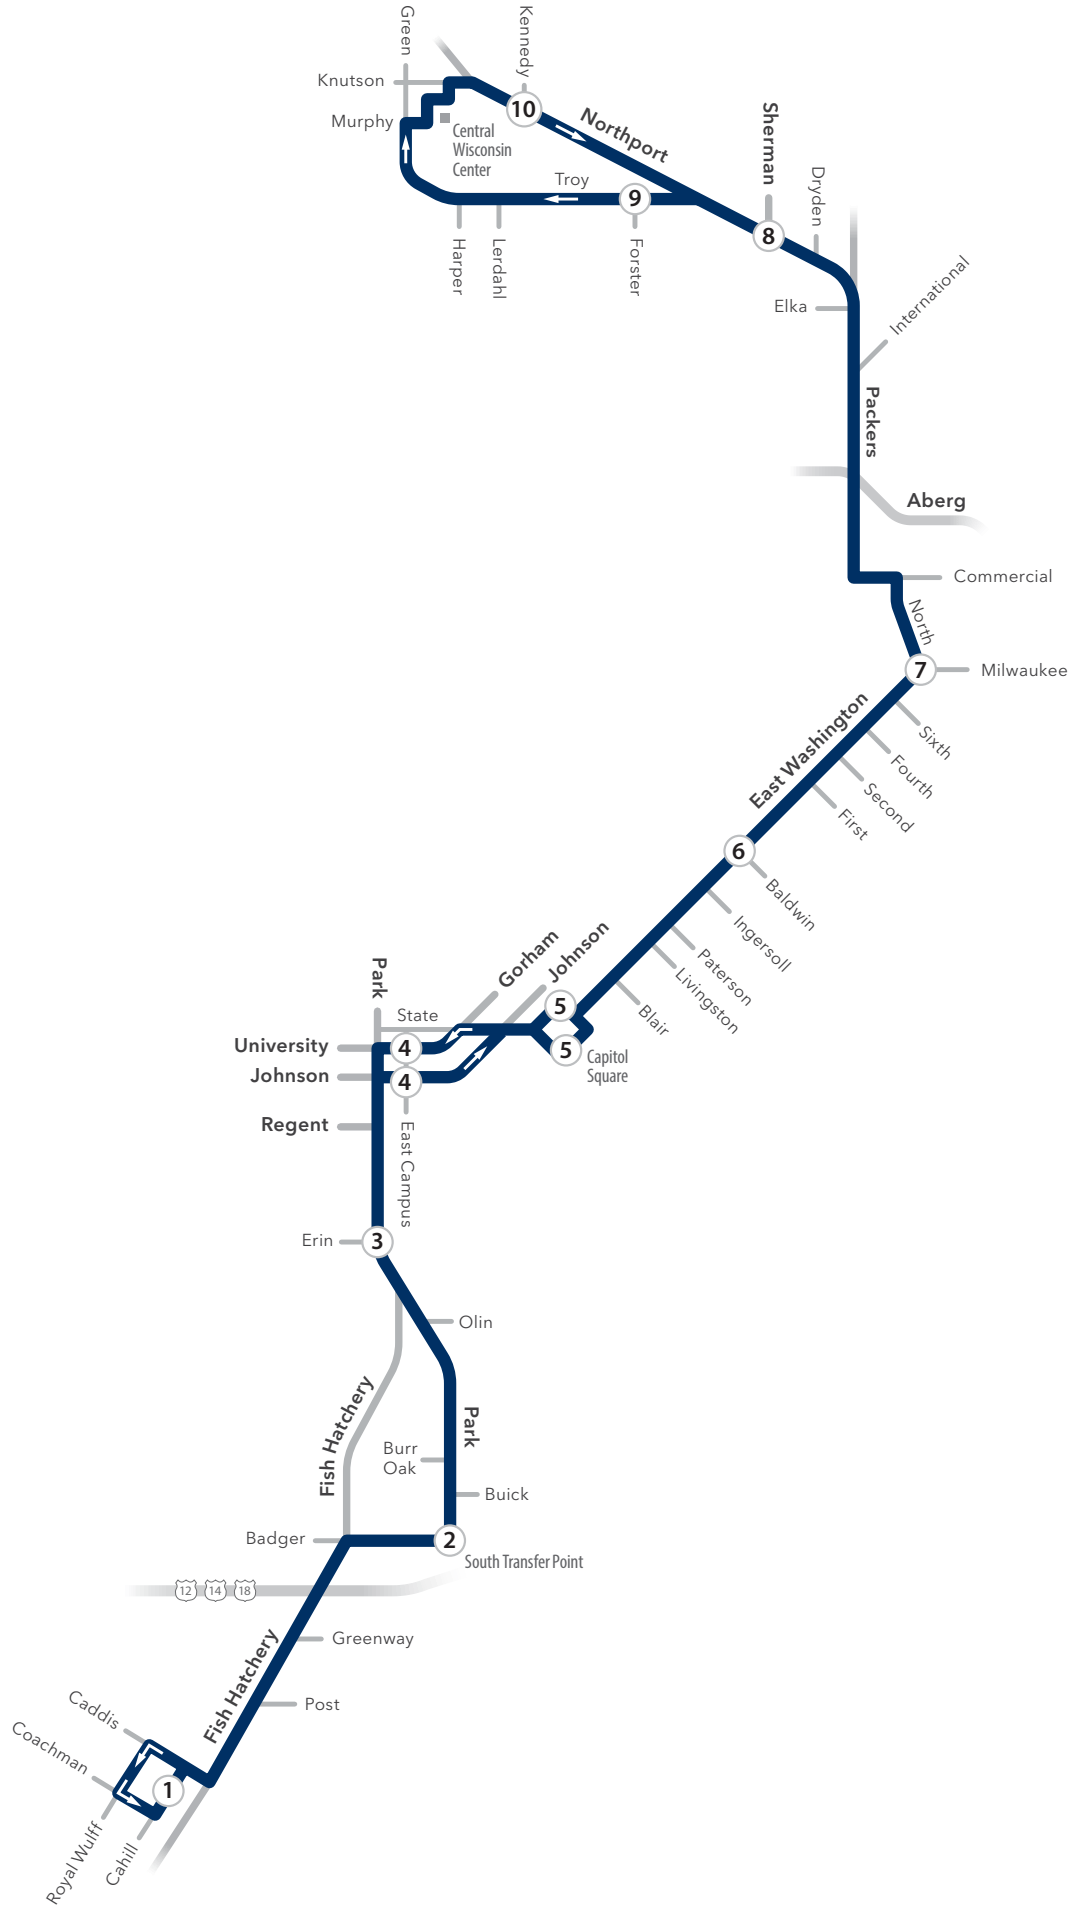 Green
Kennedy
Knutson
10
Murphy
Northport
Sherman
Central
Wisconsin
Center
Troy
Dryden
9
8
Harper
Lerdahl
Forster
Elka
International
Packers
Aberg
Commercial
North
7
Milwaukee
Sixth
East Washington
Fourth
Second
First
6
Baldwin
Ingersoll
Paterson
Livingston
Blair
Gorham
Johnson
Park
State
5
University
4
5
Capitol
Square
Johnson
4
Regent
East Campus
Erin
3
Olin
Fish Hatchery
Park
Burr
Oak
Buick
Badger
2
South Transfer Point
12
14
18
Greenway
Fish Hatchery
Post
Caddis
Coachman
1
Royal Wulff
Cahill